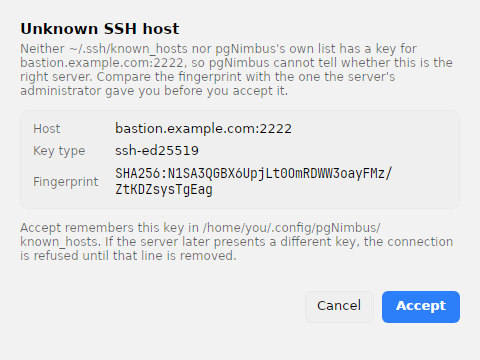 Unknown SSH host
Neither ~/.ssh/known_hosts nor pgNimbus's own list has a key for
bastion.example.com:2222, so pgNimbus cannot tell whether this is the
right server. Compare the fingerprint with the one the server's
administrator gave you before you accept it.
Host bastion.example.com:2222
Key type ssh-ed25519
Fingerprint SHA256:N1SA3QGBX6UpjLt0OmRDWW3oayFMz/
ZtKDZsysTgEag
Accept remembers this key in /home/you/.config/pgNimbus/
known_hosts. If the server later presents a different key, the connection
is refused until that line is removed.
Cancel Accept